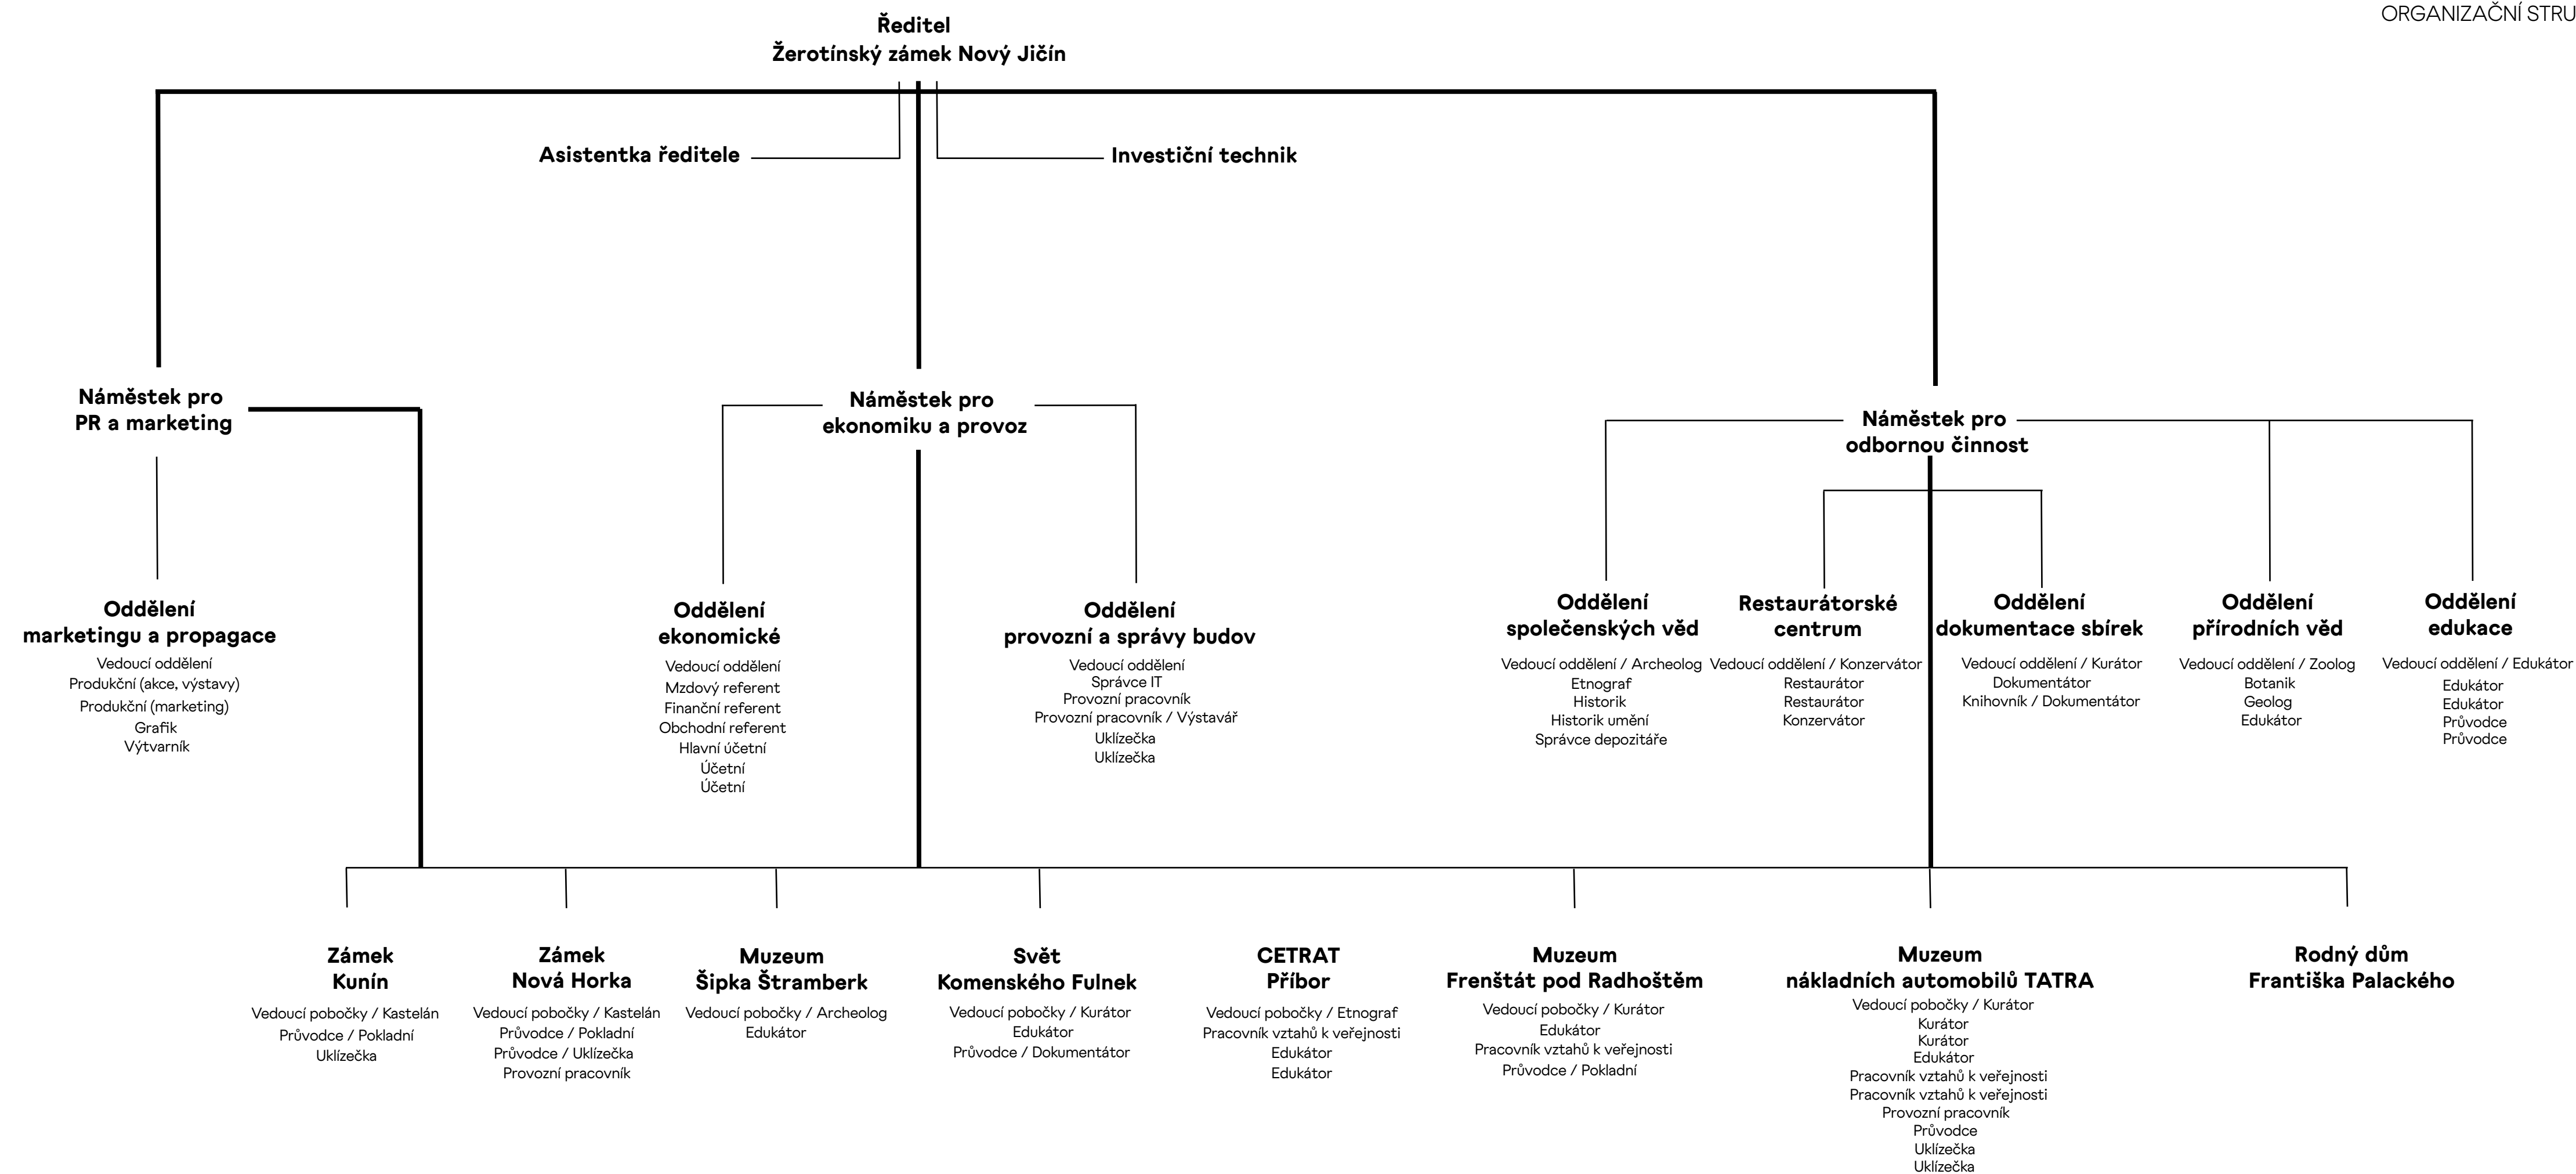 ORGANIZAČNÍ STRU
Ředitel
Žerotínský zámek Nový Jičín
Asistentka ředitele
Investiční technik
Náměstek pro
PR a marketing
Náměstek pro
ekonomiku a provoz
Náměstek pro
odbornou činnost
Oddělení
marketingu a propagace
Vedoucí oddělení
Produkční (akce, výstavy)
Produkční (marketing)
Grafik
Výtvarník
Oddělení
ekonomické
Vedoucí oddělení
Mzdový referent
Finanční referent
Obchodní referent
Hlavní účetní
Účetní
Účetní
Oddělení
provozní a správy budov
Vedoucí oddělení
Správce IT
Provozní pracovník
Provozní pracovník / Výstavář
Uklízečka
Uklízečka
Oddělení
společenských věd
Vedoucí oddělení / Archeolog
Etnograf
Historik
Historik umění
Správce depozitáře
Restaurátorské
centrum
Vedoucí oddělení / Konzervátor
Restaurátor
Restaurátor
Konzervátor
Oddělení
dokumentace sbírek
Vedoucí oddělení / Kurátor
Dokumentátor
Knihovník / Dokumentátor
Oddělení
přírodních věd
Vedoucí oddělení / Zoolog
Botanik
Geolog
Edukátor
Oddělení
edukace
Vedoucí oddělení / Edukátor
Edukátor
Edukátor
Průvodce
Průvodce
Zámek
Kunín
Vedoucí pobočky / Kastelán
Průvodce / Pokladní
Uklízečka
Zámek
Nová Horka
Vedoucí pobočky / Kastelán
Průvodce / Pokladní
Průvodce / Uklízečka
Provozní pracovník
Muzeum
Šipka Štramberk
Vedoucí pobočky / Archeolog
Edukátor
Svět
Komenského Fulnek
Vedoucí pobočky / Kurátor
Edukátor
Průvodce / Dokumentátor
CETRAT
Příbor
Vedoucí pobočky / Etnograf
Pracovník vztahů k veřejnosti
Edukátor
Edukátor
Muzeum
Frenštát pod Radhoštěm
Vedoucí pobočky / Kurátor
Edukátor
Pracovník vztahů k veřejnosti
Průvodce / Pokladní
Muzeum
nákladních automobilů TATRA
Vedoucí pobočky / Kurátor
Kurátor
Kurátor
Edukátor
Pracovník vztahů k veřejnosti
Pracovník vztahů k veřejnosti
Provozní pracovník
Průvodce
Uklízečka
Uklízečka
Rodný dům
Františka Palackého